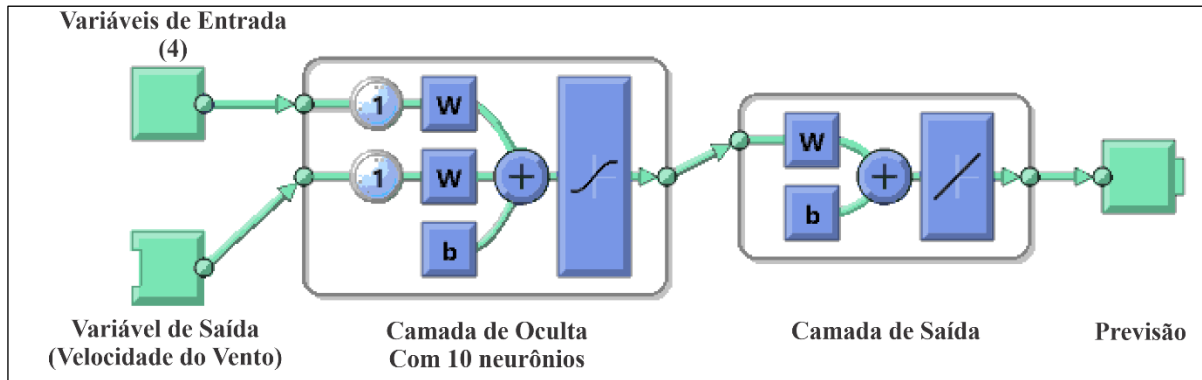 Variáveis de Entrada
(4)
1
W
1
W
b
W
b
Variável de Saída
(Velocidade do Vento)
Camada de Oculta
Com 10 neurônios
Camada de Saída
Previsão